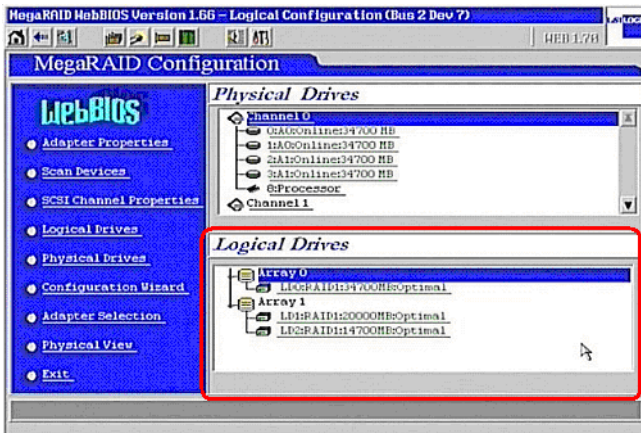 MegaRAID WebBIOS Version 1.66 – Logical Configuration (Bus 2 Dev 7)
LSI LOGIC
WEB 1.70
MegaRAID Configuration
WebBIOS
Adapter Properties
Scan Devices
SCSI Channel Properties
Logical Drives
Physical Drives
Configuration Wizard
Adapter Selection
Physical View
Exit
Physical Drives
Channel 0
0:A0:Online:34700 MB
1:A0:Online:34700 MB
2:A1:Online:34700 MB
3:A1:Online:34700 MB
8:Processor
Channel 1
Logical Drives
Array 0
LD0:RAID1:34700MB:Optimal
Array 1
LD1:RAID1:20000MB:Optimal
LD2:RAID1:14700MB:Optimal